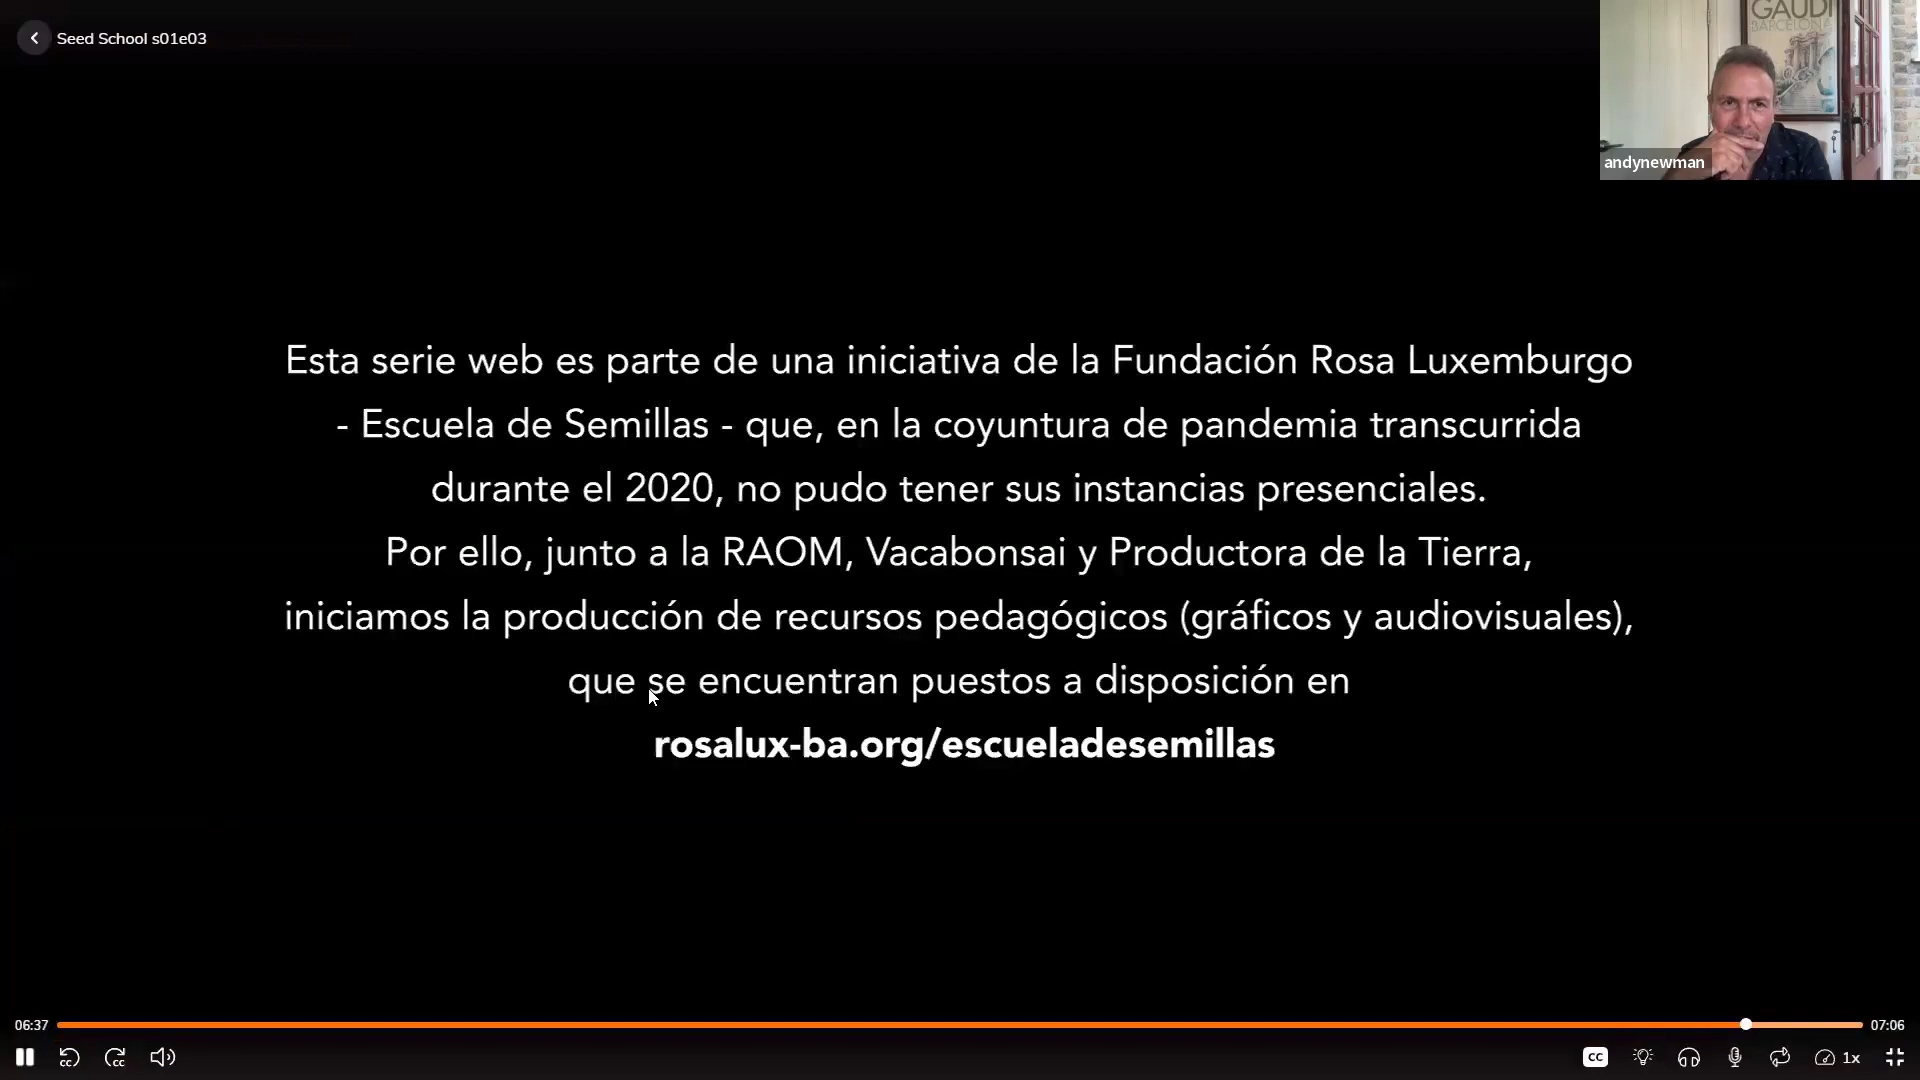 Seed School s01e03
GAUDI
BARCELONA
andynewman
Esta serie web es parte de una iniciativa de la Fundación Rosa Luxemburgo
- Escuela de Semillas - que, en la coyuntura de pandemia transcurrida
durante el 2020, no pudo tener sus instancias presenciales.
Por ello, junto a la RAOM, Vacabonsai y Productora de la Tierra,
iniciamos la producción de recursos pedagógicos (gráficos y audiovisuales),
que se encuentran puestos a disposición en
rosalux-ba.org/escueladesemillas
06:37
07:06
CC
CC
CC
1x